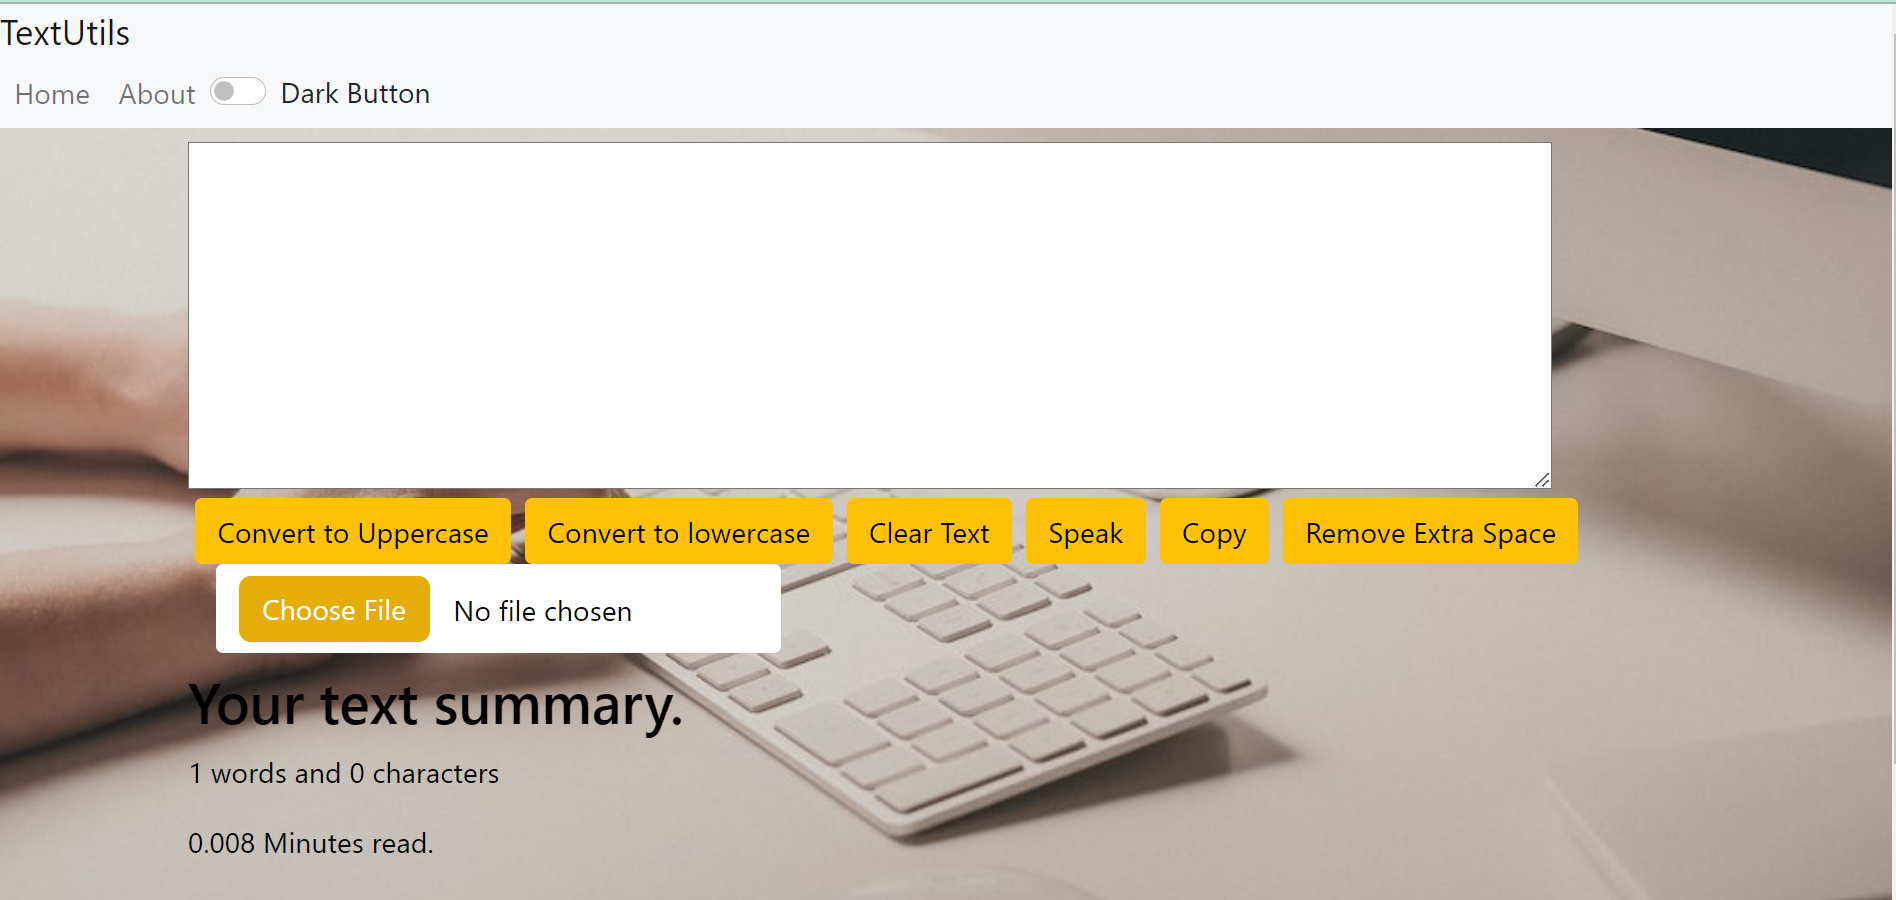 TextUtils
Home About Dark Button
Convert to Uppercase Convert to lowercase Clear Text Speak Copy Remove Extra Space
Choose File No file chosen
Your text summary.
1 words and 0 characters
0.008 Minutes read.